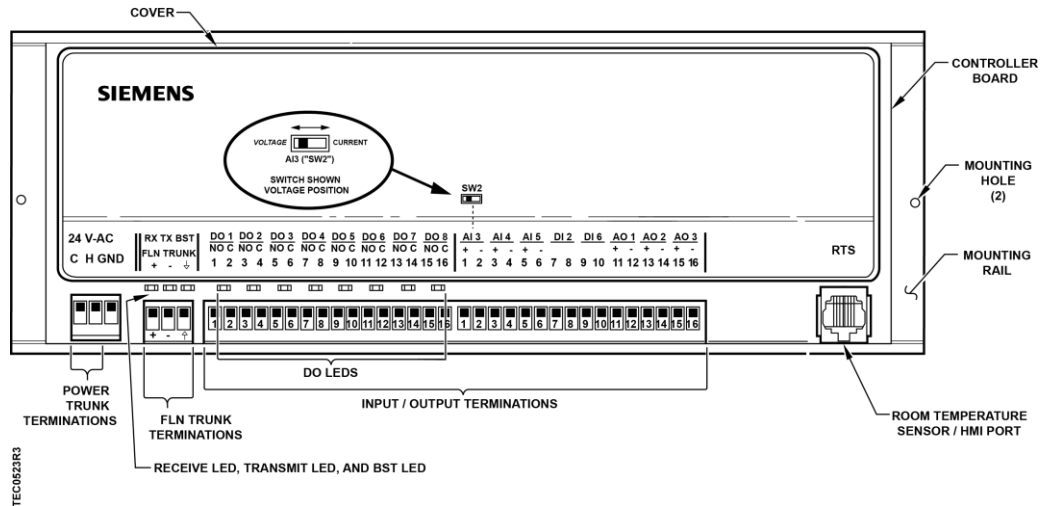 COVER
SIEMENS
VOLTAGE CURRENT
AI3 ("SW2")
SWITCH SHOWN
VOLTAGE POSITION
SW2
CONTROLLER
BOARD
MOUNTING
HOLE
(2)
MOUNTING
RAIL
24 V-AC RX TX BST DO 1 DO 2 DO 3 DO 4 DO 5 DO 6 DO 7 DO 8 AI 3 AI 4 AI 5 DI 2 DI 6 AO 1 AO 2 AO 3
FLN TRUNK NO C NO C NO C NO C NO C NO C NO C NO C + - + - + - + - + - + -
C H GND + - ⏚ 1 2 3 4 5 6 7 8 9 10 11 12 13 14 15 16 1 2 3 4 5 6 7 8 9 10 11 12 13 14 15 16
RTS
1 2 3 4 5 6 7 8 9 10 11 12 13 14 15 16 1 2 3 4 5 6 7 8 9 10 11 12 13 14 15 16
+ - ⏚
DO LEDS
POWER
TRUNK
TERMINATIONS
FLN TRUNK
TERMINATIONS
INPUT / OUTPUT TERMINATIONS
ROOM TEMPERATURE
SENSOR / HMI PORT
RECEIVE LED, TRANSMIT LED, AND BST LED
TEC0523R3